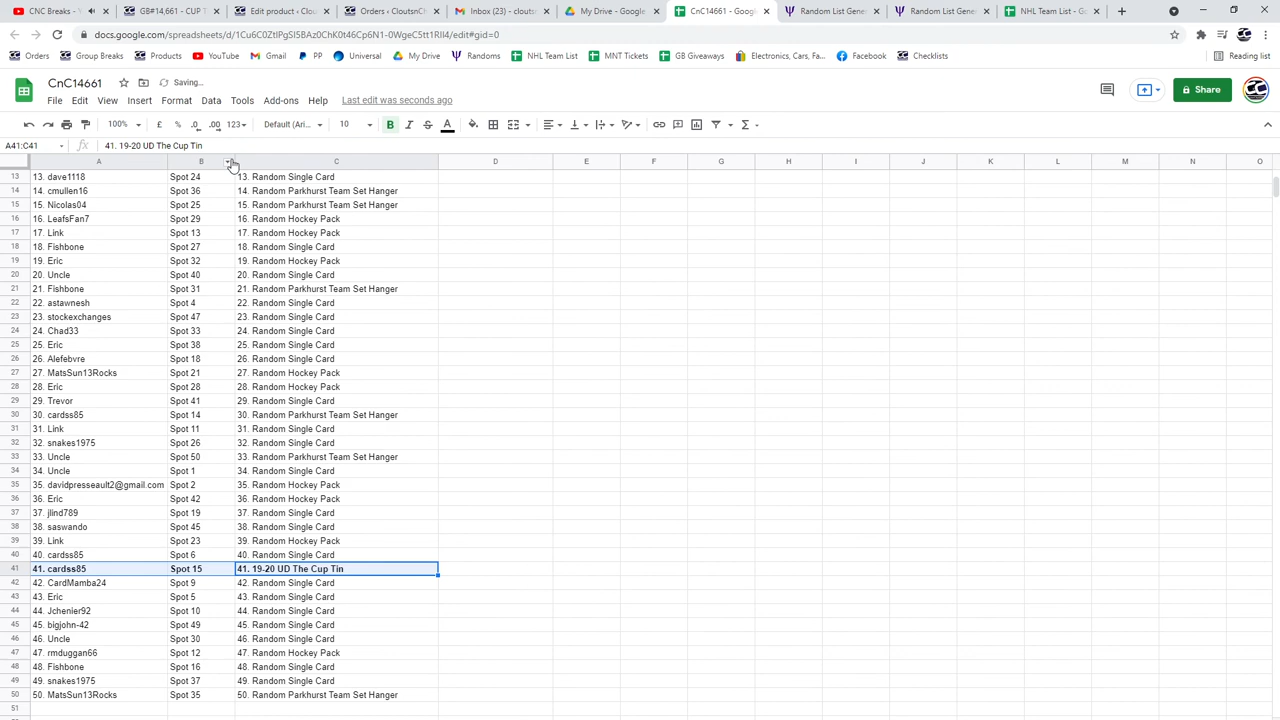 CNC Breaks - Y
GB#14,661 - CUP T
Edit product - Clou
Orders - CloutsnC
Inbox (23) - clouts
My Drive - Google
CnC14661 - Google
Random List Gene
Random List Gener
NHL Team List - G
docs.google.com/spreadsheets/d/1Cu6C0ZtlPgSI5BAz0ChK0t46Cp6N1-0WgeC5tt1RlI4/edit#gid=0
Orders
Group Breaks
Products
YouTube
Gmail
PP
Universal
My Drive
Random
NHL Team List
MNT Tickets
GB Giveaways
Electronics, Cars, Fa...
Facebook
Checklists
Reading list
CnC14661
Saving...
File Edit View Insert Format Data Tools Add-ons Help Last edit was seconds ago
Share
100% £ % .0 .00 123 Default (Ari... 10 B I S A
A41:C41 fx 41. 19-20 UD The Cup Tin
A B C D E F G H I J K L M N O
13 13. dave1118 Spot 24 13. Random Single Card
14 14. cmullen16 Spot 36 14. Random Parkhurst Team Set Hanger
15 15. Nicolas04 Spot 25 15. Random Parkhurst Team Set Hanger
16 16. LeafsFan7 Spot 29 16. Random Hockey Pack
17 17. Link Spot 13 17. Random Hockey Pack
18 18. Fishbone Spot 27 18. Random Single Card
19 19. Eric Spot 32 19. Random Hockey Pack
20 20. Uncle Spot 40 20. Random Single Card
21 21. Fishbone Spot 31 21. Random Parkhurst Team Set Hanger
22 22. astawnesh Spot 4 22. Random Single Card
23 23. stockexchanges Spot 47 23. Random Single Card
24 24. Chad33 Spot 33 24. Random Single Card
25 25. Eric Spot 38 25. Random Single Card
26 26. Alefebvre Spot 18 26. Random Single Card
27 27. MatsSun13Rocks Spot 21 27. Random Hockey Pack
28 28. Eric Spot 28 28. Random Hockey Pack
29 29. Trevor Spot 41 29. Random Single Card
30 30. cardss85 Spot 14 30. Random Parkhurst Team Set Hanger
31 31. Link Spot 11 31. Random Single Card
32 32. snakes1975 Spot 26 32. Random Single Card
33 33. Uncle Spot 50 33. Random Parkhurst Team Set Hanger
34 34. Uncle Spot 1 34. Random Single Card
35 35. davidpresseault2@gmail.com Spot 2 35. Random Hockey Pack
36 36. Eric Spot 42 36. Random Hockey Pack
37 37. jlind789 Spot 19 37. Random Single Card
38 38. saswando Spot 45 38. Random Single Card
39 39. Link Spot 23 39. Random Hockey Pack
40 40. cardss85 Spot 6 40. Random Single Card
41 41. cardss85 Spot 15 41. 19-20 UD The Cup Tin
42 42. CardMamba24 Spot 9 42. Random Single Card
43 43. Eric Spot 5 43. Random Single Card
44 44. Jchenier92 Spot 10 44. Random Single Card
45 45. bigjohn-42 Spot 49 45. Random Single Card
46 46. Uncle Spot 30 46. Random Single Card
47 47. rmduggan66 Spot 12 47. Random Hockey Pack
48 48. Fishbone Spot 16 48. Random Single Card
49 49. snakes1975 Spot 37 49. Random Single Card
50 50. MatsSun13Rocks Spot 35 50. Random Parkhurst Team Set Hanger
51